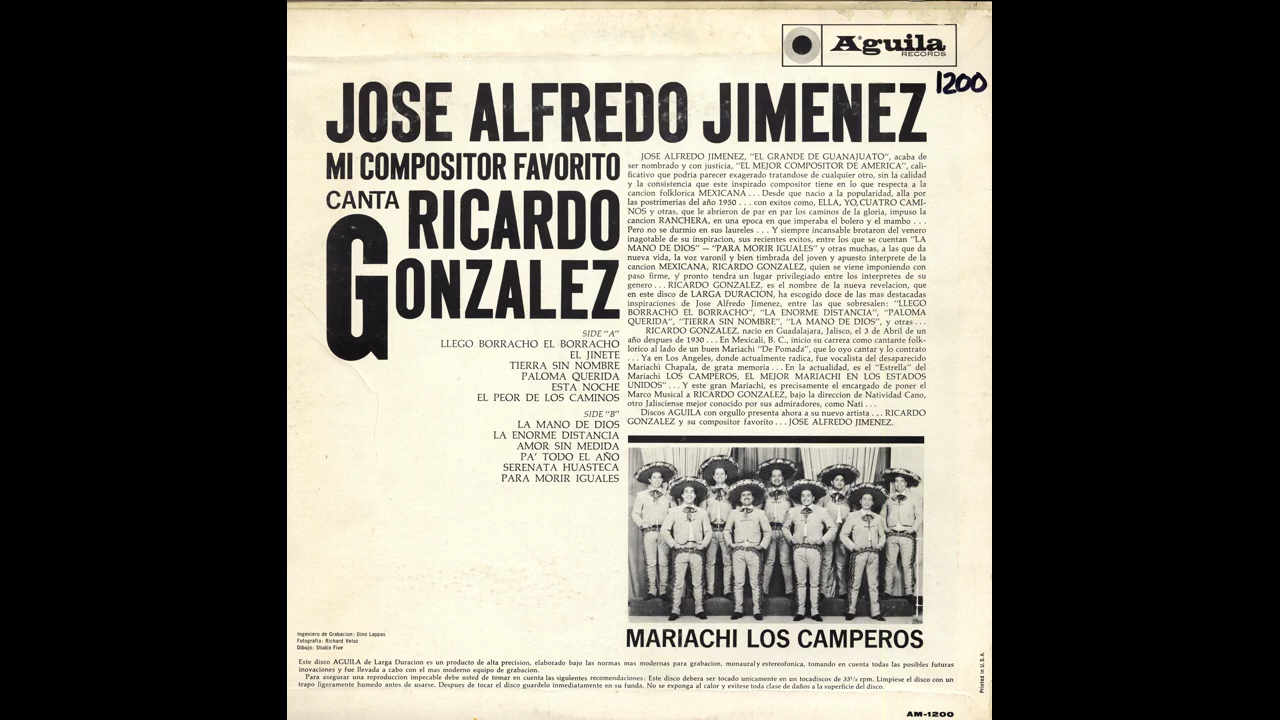 A'guila
RECORDS
1200
JOSE ALFREDO JIMENEZ
MI COMPOSITOR FAVORITO
CANTA RICARDO
GONZALEZ
SIDE "A"
LLEGO BORRACHO EL BORRACHO
EL JINETE
TIERRA SIN NOMBRE
PALOMA QUERIDA
ESTA NOCHE
EL PEOR DE LOS CAMINOS
SIDE "B"
LA MANO DE DIOS
LA ENORME DISTANCIA
AMOR SIN MEDIDA
PA' TODO EL AÑO
SERENATA HUASTECA
PARA MORIR IGUALES
JOSE ALFREDO JIMENEZ, "EL GRANDE DE GUANAJUATO", acaba de
ser nombrado y con justicia, "EL MEJOR COMPOSITOR DE AMERICA", cali-
ficativo que podria parecer exagerado tratandose de cualquier otro, sin la calidad
y la consistencia que este inspirado compositor tiene en lo que respecta a la
cancion folklorica MEXICANA . . . Desde que nacio a la popularidad, alla por
las postrimerias del año 1950 . . . con exitos como, ELLA, YO, CUATRO CAMI-
NOS y otras, que le abrieron de par en par los caminos de la gloria, impuso la
cancion RANCHERA, en una epoca en que imperaba el bolero y el mambo . . .
Pero no se durmio en sus laureles . . . Y siempre incansable brotaron del venero
inagotable de su inspiracion, sus recientes exitos, entre los que se cuentan "LA
MANO DE DIOS" — "PARA MORIR IGUALES" y otras muchas, a las que da
nueva vida, la voz varonil y bien timbrada del joven y apuesto interprete de la
cancion MEXICANA, RICARDO GONZALEZ, quien se viene imponiendo con
paso firme, y pronto tendra un lugar privilegiado entre los interpretes de su
genero . . . RICARDO GONZALEZ, es el nombre de la nueva revelacion, que
en este disco de LARGA DURACION, ha escogido doce de las mas destacadas
inspiraciones de Jose Alfredo Jimenez, entre las que sobresalen: "LLEGO
BORRACHO EL BORRACHO", "LA ENORME DISTANCIA", "PALOMA
QUERIDA", "TIERRA SIN NOMBRE", "LA MANO DE DIOS", y otras . . .
RICARDO GONZALEZ, nacio en Guadalajara, Jalisco, el 3 de Abril de un
año despues de 1930 . . . En Mexicali, B. C., inicio su carrera como cantante folk-
lorico al lado de un buen Mariachi "De Pomada", que lo oyo cantar y lo contrato
. . . Ya en Los Angeles, donde actualmente radica, fue vocalista del desaparecido
Mariachi Chapala, de grata memoria . . . En la actualidad, es el "Estrella" del
Mariachi LOS CAMPEROS, EL MEJOR MARIACHI EN LOS ESTADOS
UNIDOS" . . . Y este gran Mariachi, es precisamente el encargado de poner el
Marco Musical a RICARDO GONZALEZ, bajo la direccion de Natividad Cano,
otro Jalisciense mejor conocido por sus admiradores, como Nati . . .
Discos AGUILA con orgullo presenta ahora a su nuevo artista . . . RICARDO
GONZALEZ y su compositor favorito . . . JOSE ALFREDO JIMENEZ.
MARIACHI LOS CAMPEROS
Ingeniero de Grabacion: Dino Lappas
Fotografia: Richard Veloz
Dibujo: Studio Five
Este disco AGUILA de Larga Duracion es un producto de alta precision, elaborado bajo las normas mas modernas para grabacion, monaural y estereofonica, tomando en cuenta todas las posibles futuras
inovaciones y fue llevada a cabo con el mas moderno equipo de grabacion.
Para asegurar una reproduccion impecable debe usted de tomar en cuenta las siguientes recomendaciones: Este disco debera ser tocado unicamente en un tocadiscos de 33⅓ rpm. Limpiese el disco con un
trapo ligeramente humedo antes de usarse. Despues de tocar el disco guardelo inmediatamente en su funda. No se exponga al calor y evitese toda clase de daños a la superficie del disco.
Printed in U.S.A.
AM-1200